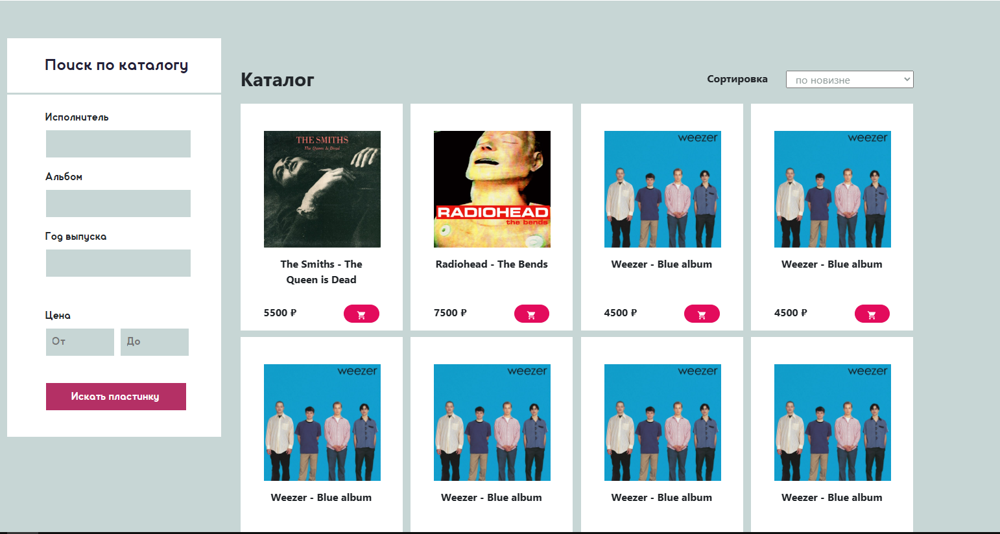 Поиск по каталогу
Исполнитель
Альбом
Год выпуска
Цена
От До
Искать пластинку
Каталог
Сортировка по новизне
THE SMITHS
The Queen Is Dead
RADIOHEAD
the bends
weezer
weezer
The Smiths - The
Queen is Dead
Radiohead - The Bends
Weezer - Blue album
Weezer - Blue album
5500 ₽
7500 ₽
4500 ₽
4500 ₽
weezer
weezer
weezer
weezer
Weezer - Blue album
Weezer - Blue album
Weezer - Blue album
Weezer - Blue album